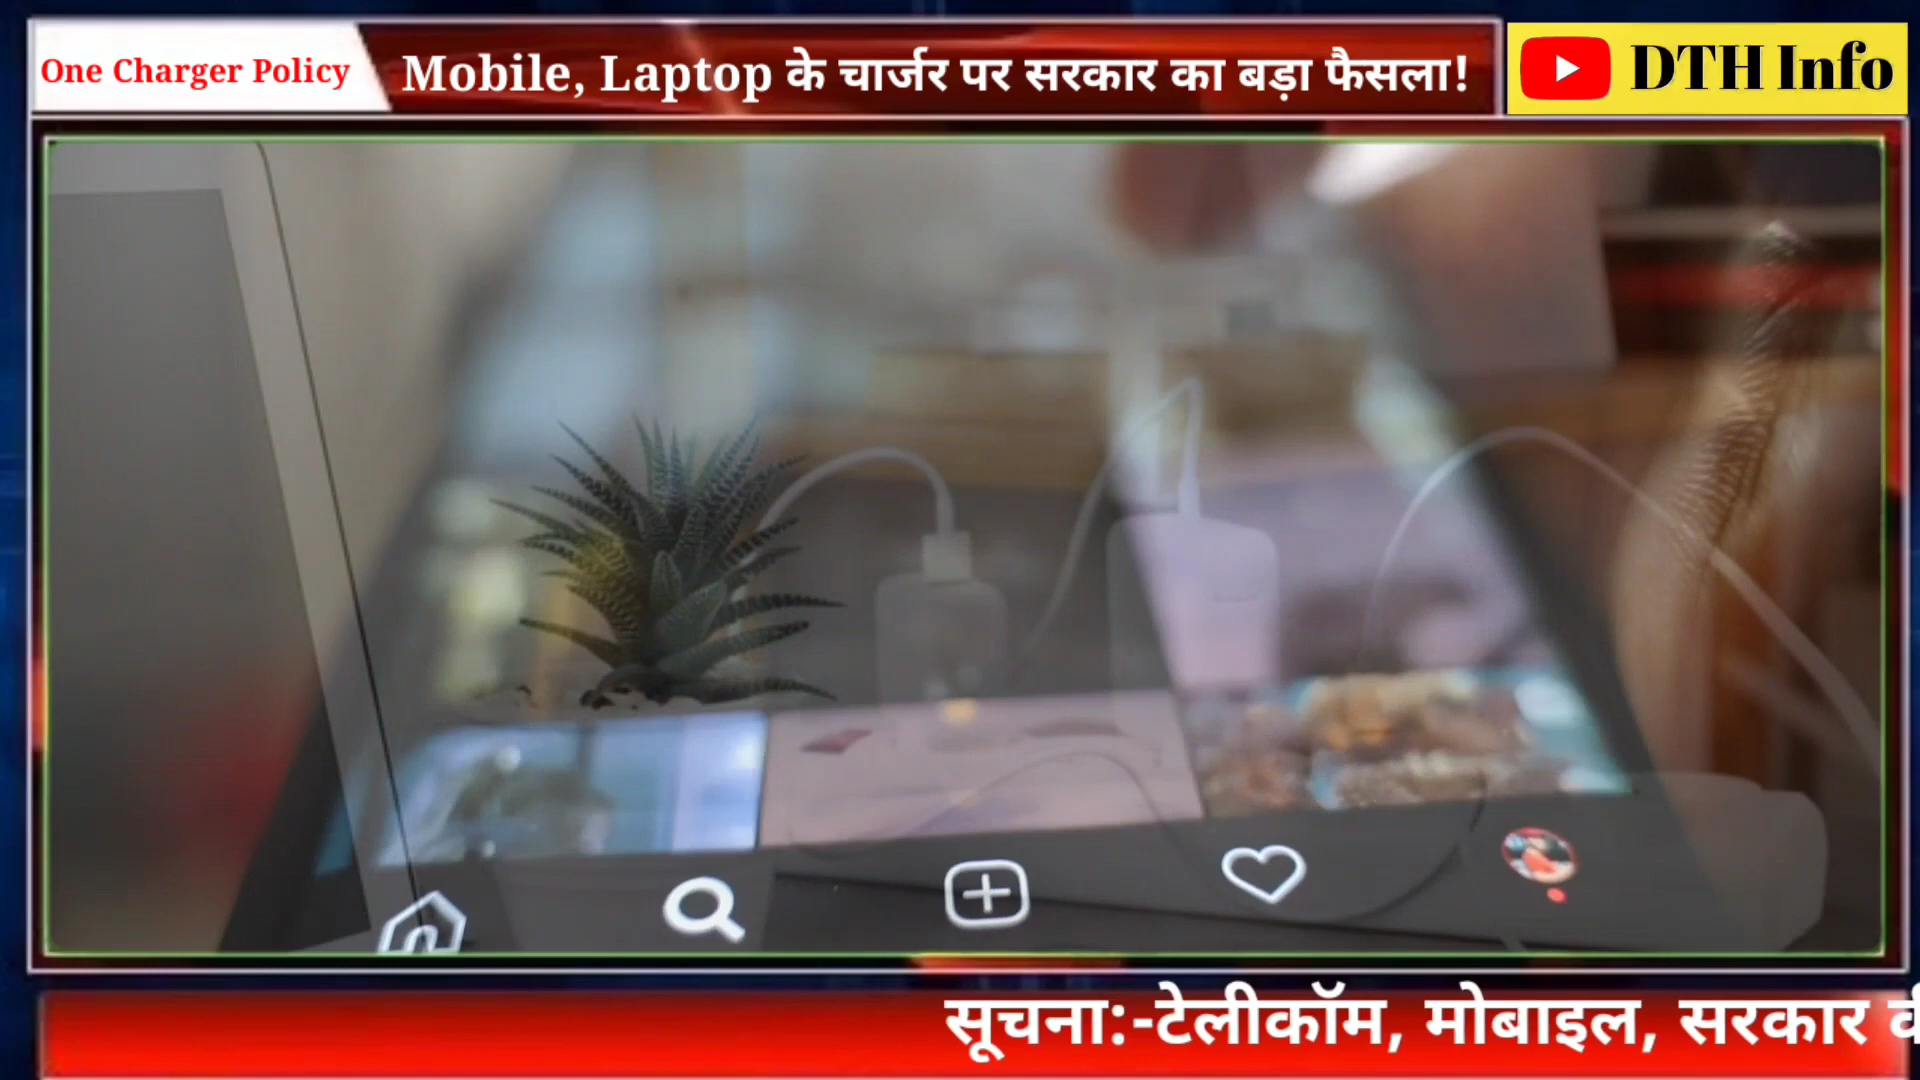 One Charger Policy
Mobile, Laptop के चार्जर पर सरकार का बड़ा फैसला!
DTH Info
सूचना:-टेलीकॉम, मोबाइल, सरकार